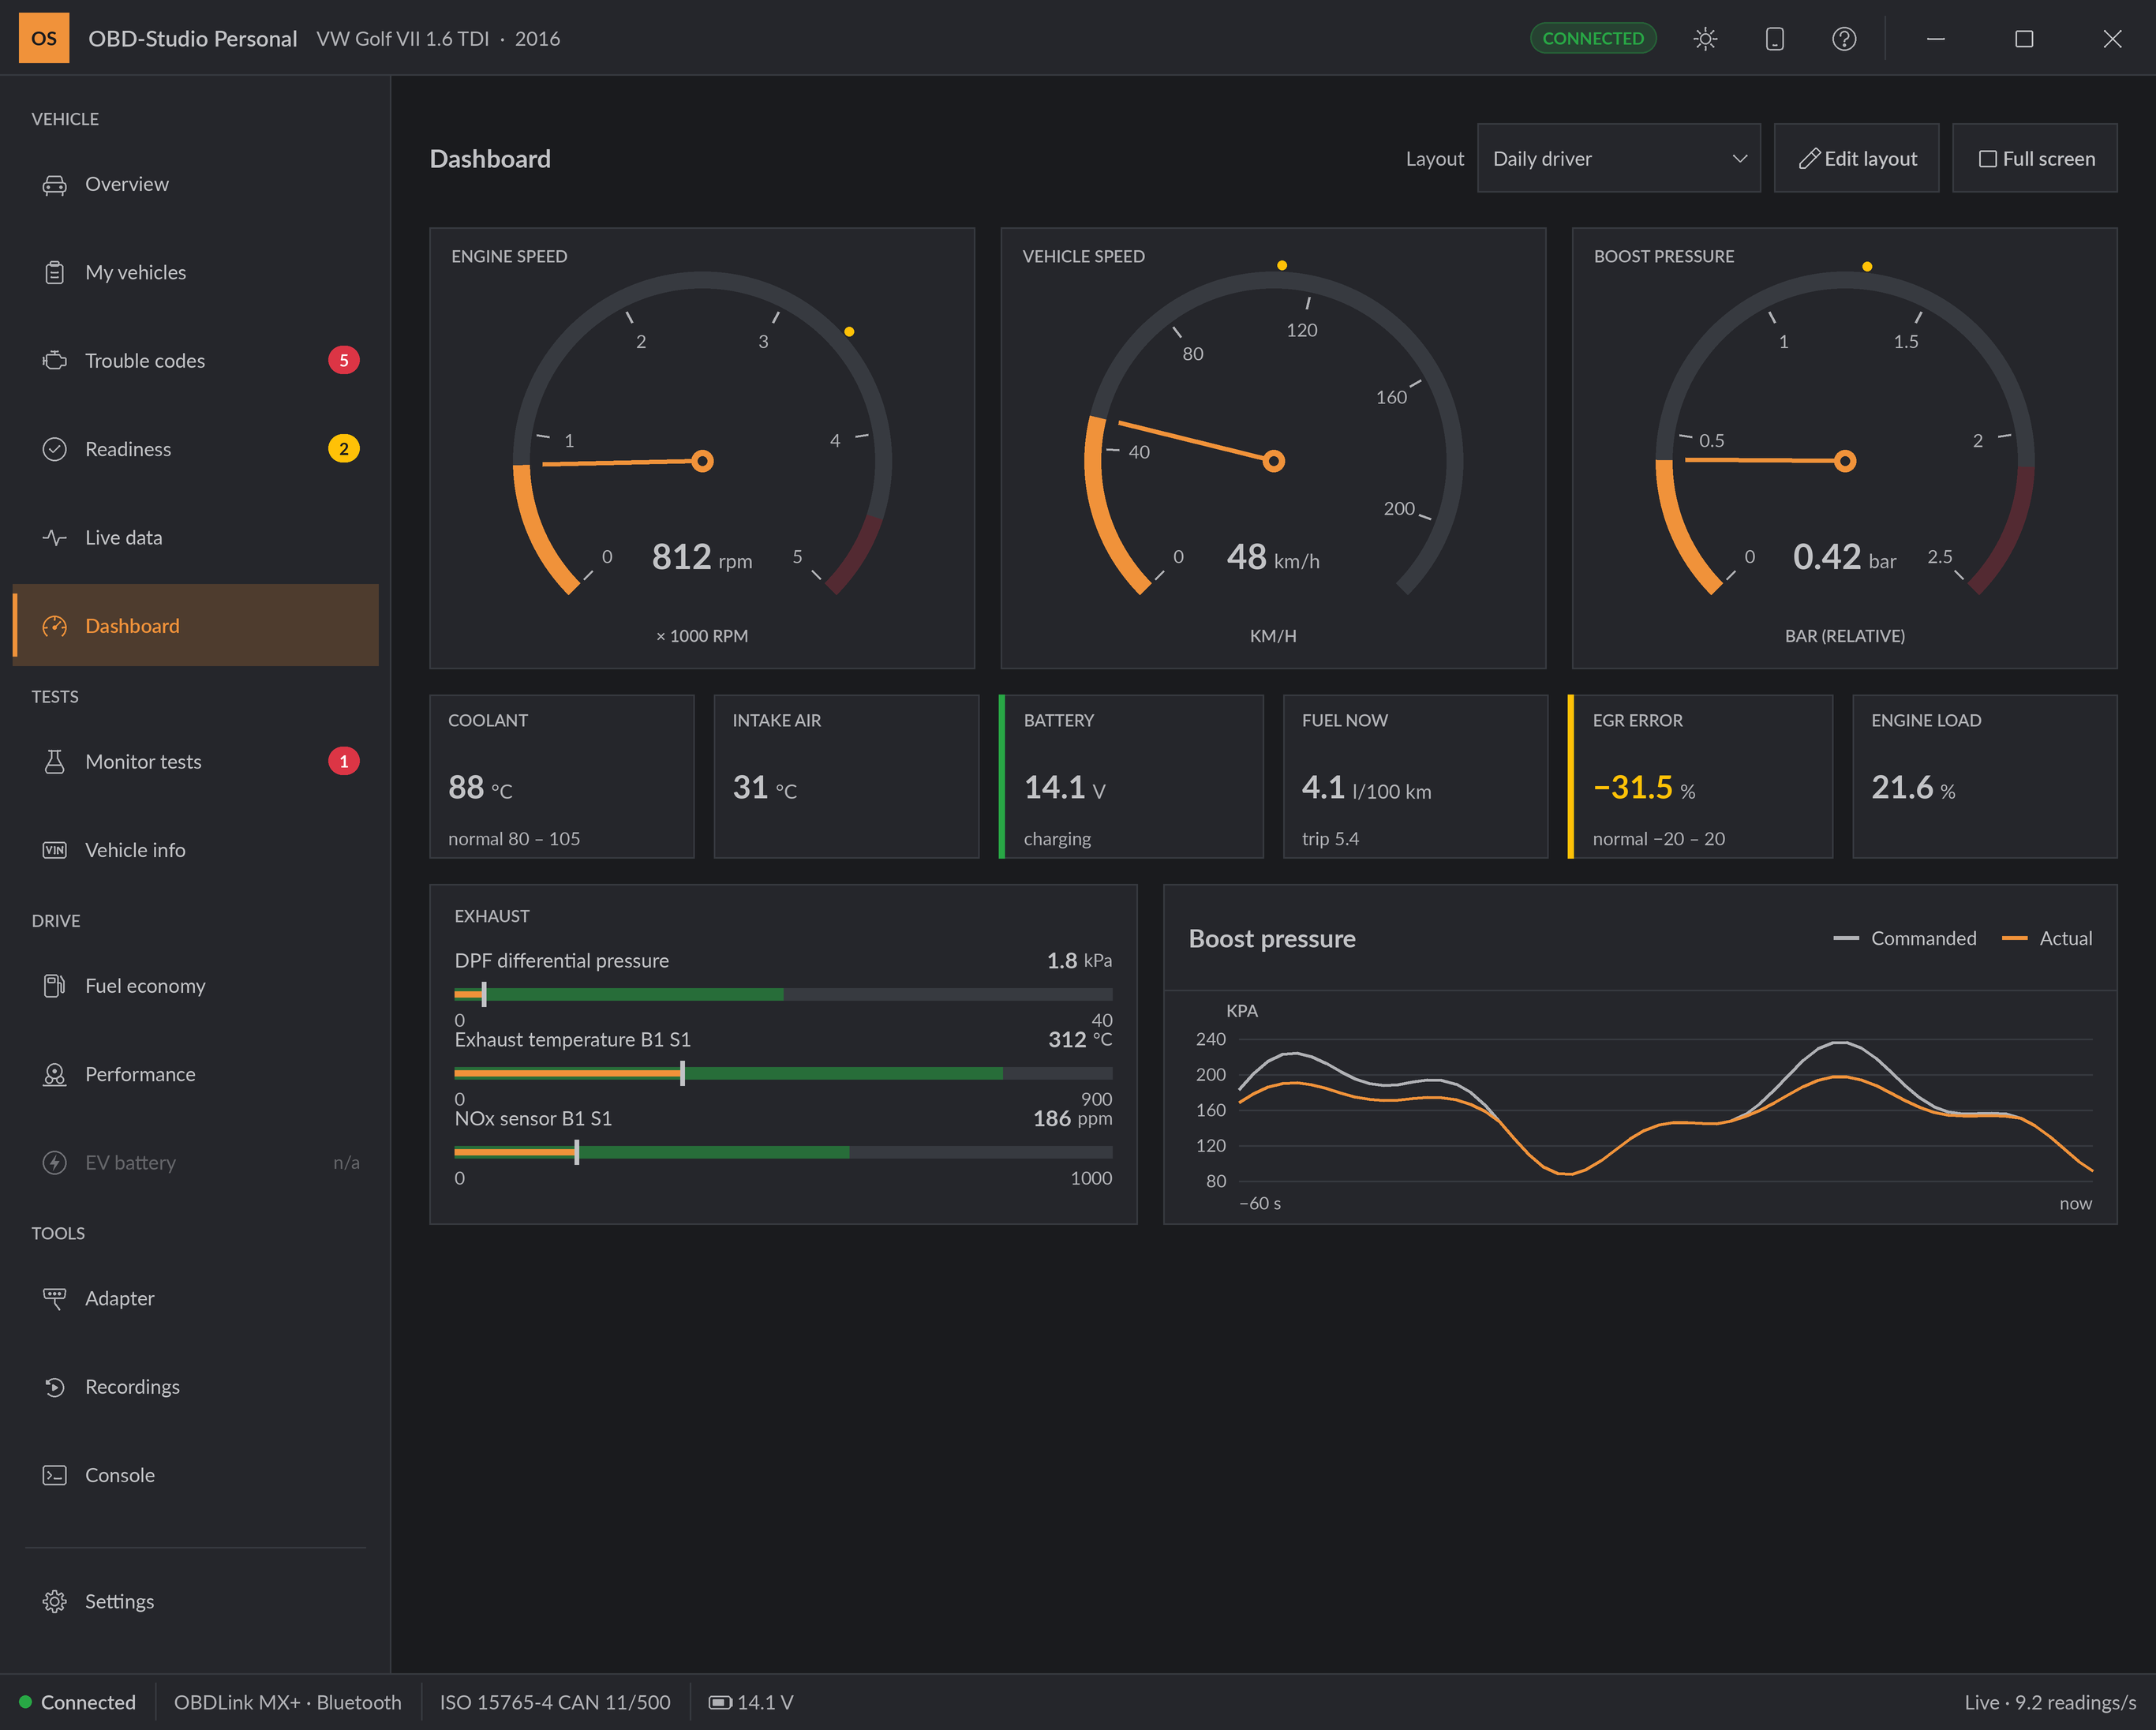 OS OBD-Studio Personal VW Golf VII 1.6 TDI · 2016 CONNECTED
VEHICLE
Overview
My vehicles
Trouble codes 5
Readiness 2
Live data
Dashboard
TESTS
Monitor tests 1
VIN Vehicle info
DRIVE
Fuel economy
Performance
EV battery n/a
TOOLS
Adapter
Recordings
Console
Settings
Dashboard Layout Daily driver Edit layout Full screen
ENGINE SPEED
0 1 2 3 4 5
812 rpm
× 1000 RPM
VEHICLE SPEED
0 40 80 120 160 200
48 km/h
KM/H
BOOST PRESSURE
0 0.5 1 1.5 2 2.5
0.42 bar
BAR (RELATIVE)
COOLANT
88 °C
normal 80 – 105
INTAKE AIR
31 °C
BATTERY
14.1 V
charging
FUEL NOW
4.1 l/100 km
trip 5.4
EGR ERROR
−31.5 %
normal −20 – 20
ENGINE LOAD
21.6 %
EXHAUST
DPF differential pressure 1.8 kPa
0 40
Exhaust temperature B1 S1 312 °C
0 900
NOx sensor B1 S1 186 ppm
0 1000
Boost pressure Commanded Actual
KPA
240
200
160
120
80
−60 s now
Connected OBDLink MX+ · Bluetooth ISO 15765-4 CAN 11/500 14.1 V Live · 9.2 readings/s